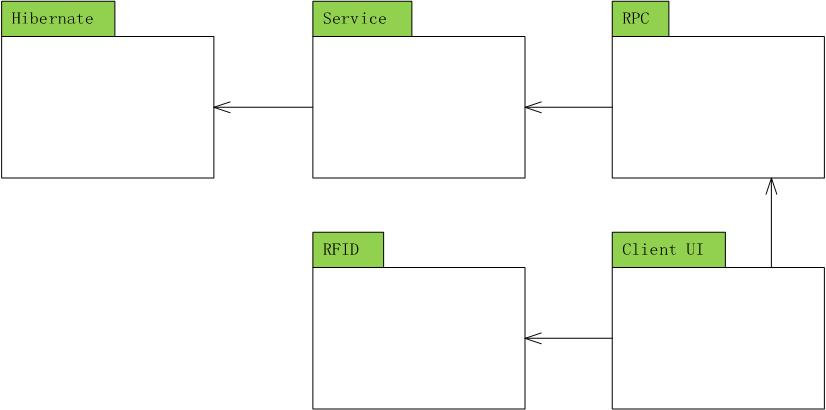 Hibernate
Service
RPC
RFID
Client UI